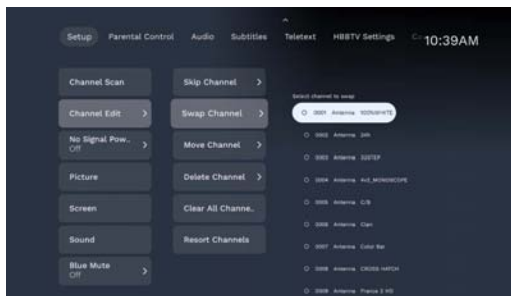 Setup Parental Control Audio Subtitles Teletext HBBTV Settings
10:39AM
Channel Scan
Channel Edit
No Signal Pow..
Off
Picture
Screen
Sound
Blue Mute
Off
Skip Channel
Swap Channel
Move Channel
Delete Channel
Clear All Channe..
Resort Channels
Select channel to swap
0001 Antenna 100%WHITE
0002 Antenna 24h
0003 Antenna 32STEP
0004 Antenna 4x3_MONOSCOPE
0005 Antenna C/B
0006 Antenna Clan
0007 Antenna Color Bar
0008 Antenna CROSS HATCH
0009 Antenna France 2 HD